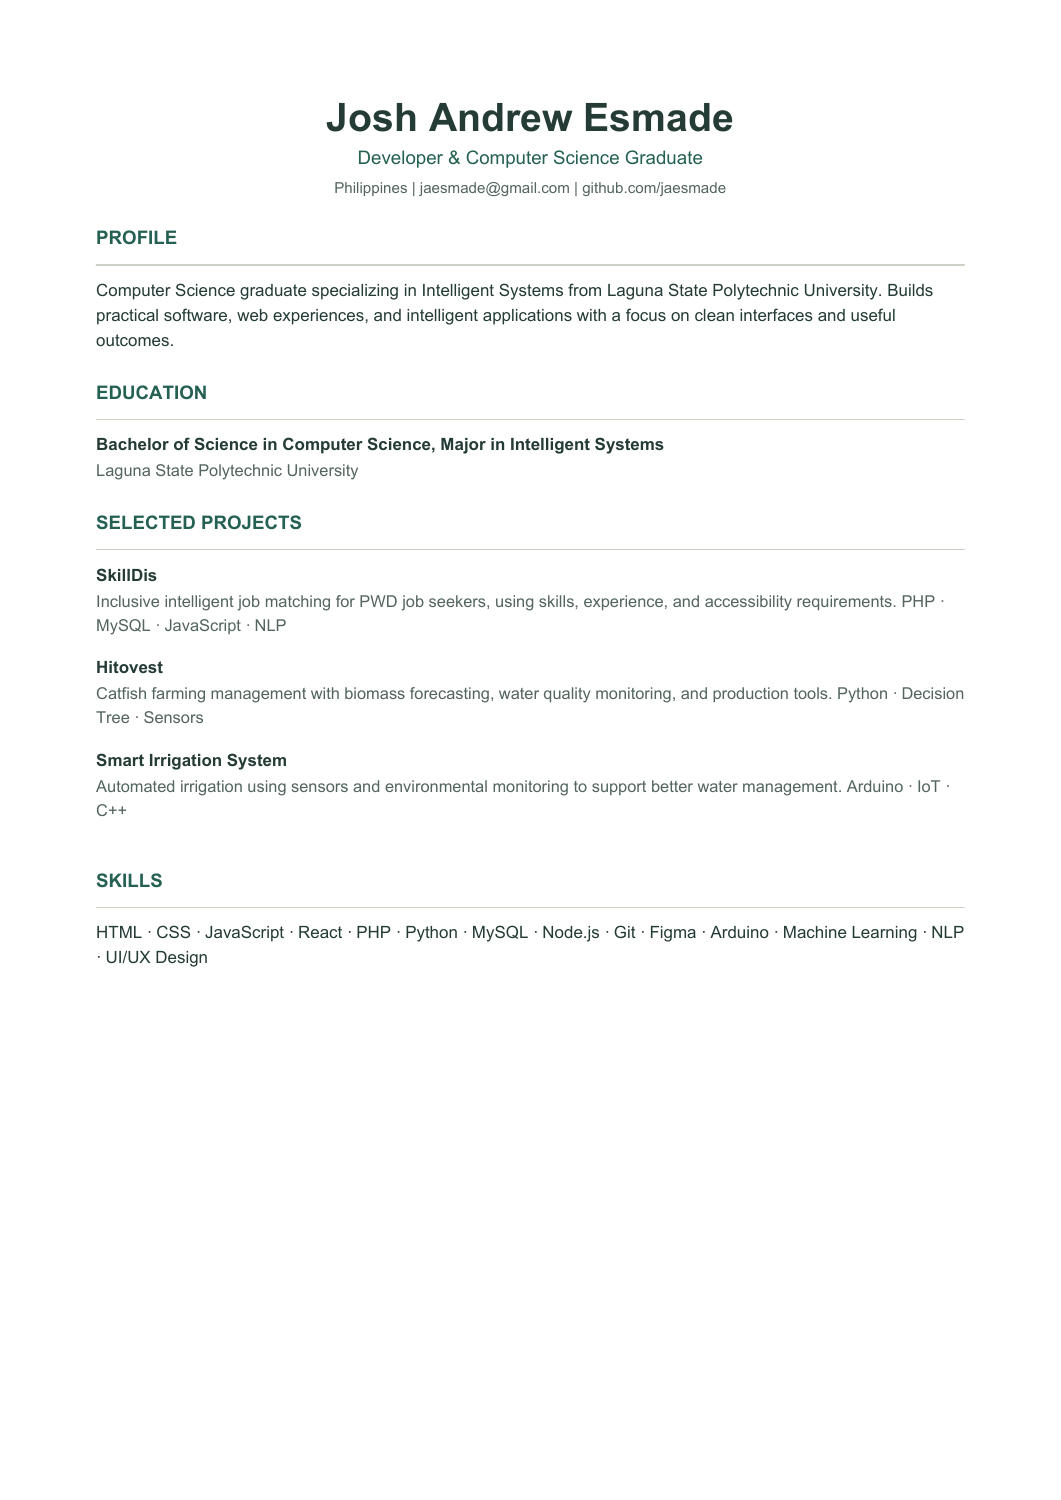 Josh Andrew Esmade
Developer & Computer Science Graduate
Philippines | jaesmade@gmail.com | github.com/jaesmade
PROFILE
Computer Science graduate specializing in Intelligent Systems from Laguna State Polytechnic University. Builds
practical software, web experiences, and intelligent applications with a focus on clean interfaces and useful
outcomes.
EDUCATION
Bachelor of Science in Computer Science, Major in Intelligent Systems
Laguna State Polytechnic University
SELECTED PROJECTS
SkillDis
Inclusive intelligent job matching for PWD job seekers, using skills, experience, and accessibility requirements. PHP ·
MySQL · JavaScript · NLP
Hitovest
Catfish farming management with biomass forecasting, water quality monitoring, and production tools. Python · Decision
Tree · Sensors
Smart Irrigation System
Automated irrigation using sensors and environmental monitoring to support better water management. Arduino · IoT ·
C++
SKILLS
HTML · CSS · JavaScript · React · PHP · Python · MySQL · Node.js · Git · Figma · Arduino · Machine Learning · NLP
· UI/UX Design